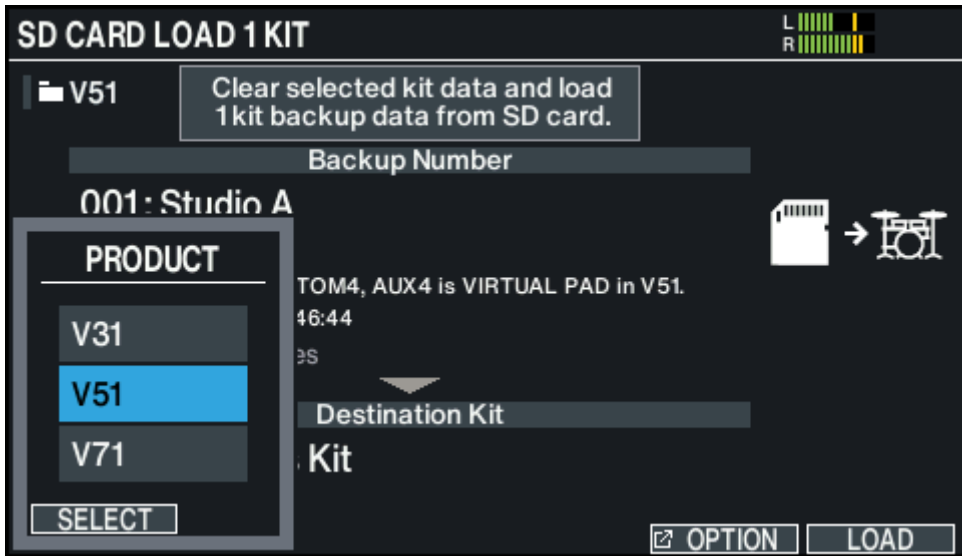 SD CARD LOAD 1 KIT
L
R
V51
Clear selected kit data and load
1 kit backup data from SD card.
Backup Number
001: Studio A
PRODUCT
V31
V51
V71
SELECT
TOM4, AUX4 is VIRTUAL PAD in V51.
46:44
Destination Kit
Kit
OPTION
LOAD